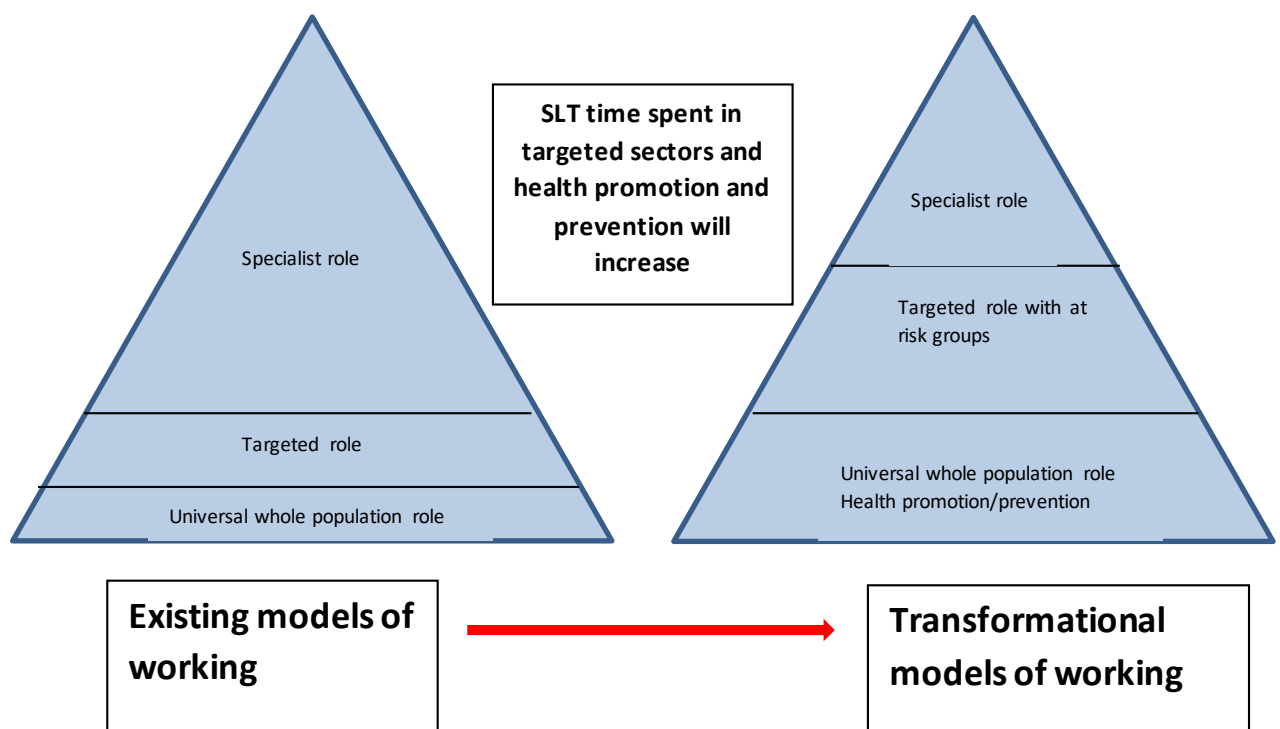 Specialist role
Targeted role
Universal whole population role
SLT time spent in
targeted sectors and
health promotion and
prevention will
increase
Specialist role
Targeted role with at
risk groups
Universal whole population role
Health promotion/prevention
Existing models of
working
Transformational
models of working